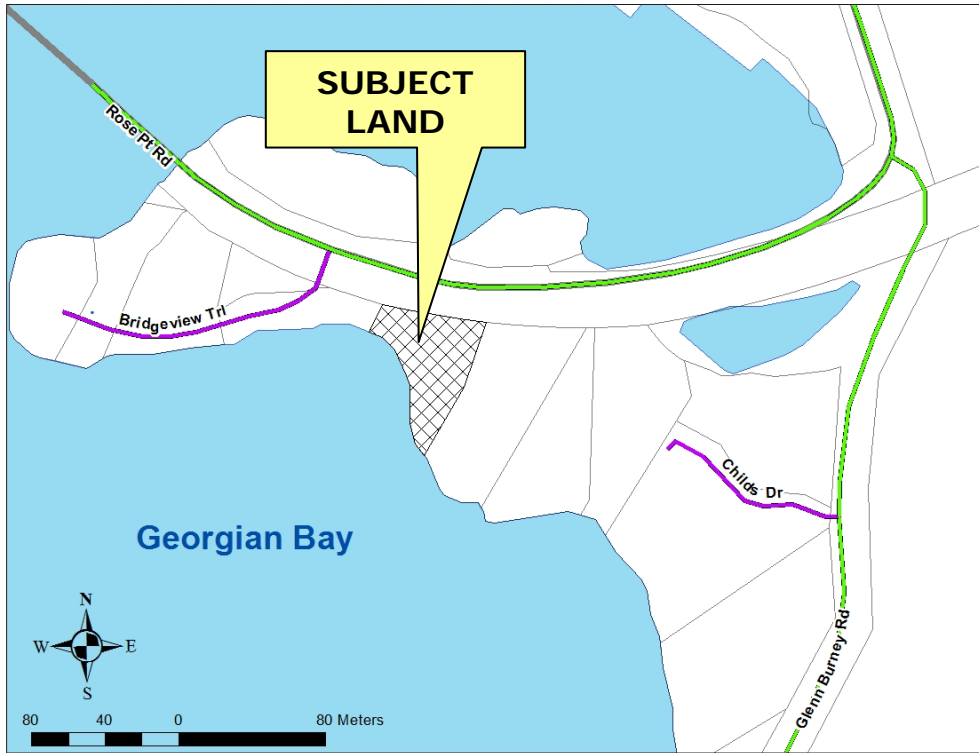 SUBJECT
LAND
Rose Pt Rd
Bridgeview Trl
Childs Dr
Georgian Bay
Glenn Burney Rd
N
W
E
S
80 40 0 80 Meters